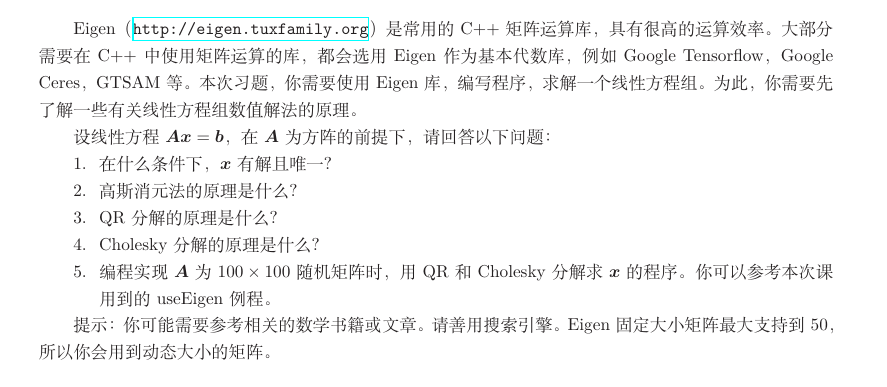 Eigen（http://eigen.tuxfamily.org）是常用的 C++ 矩阵运算库，具有很高的运算效率。大部分
需要在 C++ 中使用矩阵运算的库，都会选用 Eigen 作为基本代数库，例如 Google Tensorflow，Google
Ceres，GTSAM 等。本次习题，你需要使用 Eigen 库，编写程序，求解一个线性方程组。为此，你需要先
了解一些有关线性方程组数值解法的原理。
设线性方程 Ax = b，在 A 为方阵的前提下，请回答以下问题：
1. 在什么条件下，x 有解且唯一？
2. 高斯消元法的原理是什么？
3. QR 分解的原理是什么？
4. Cholesky 分解的原理是什么？
5. 编程实现 A 为 100 × 100 随机矩阵时，用 QR 和 Cholesky 分解求 x 的程序。你可以参考本次课
用到的 useEigen 例程。
提示：你可能需要参考相关的数学书籍或文章。请善用搜索引擎。Eigen 固定大小矩阵最大支持到 50，
所以你会用到动态大小的矩阵。